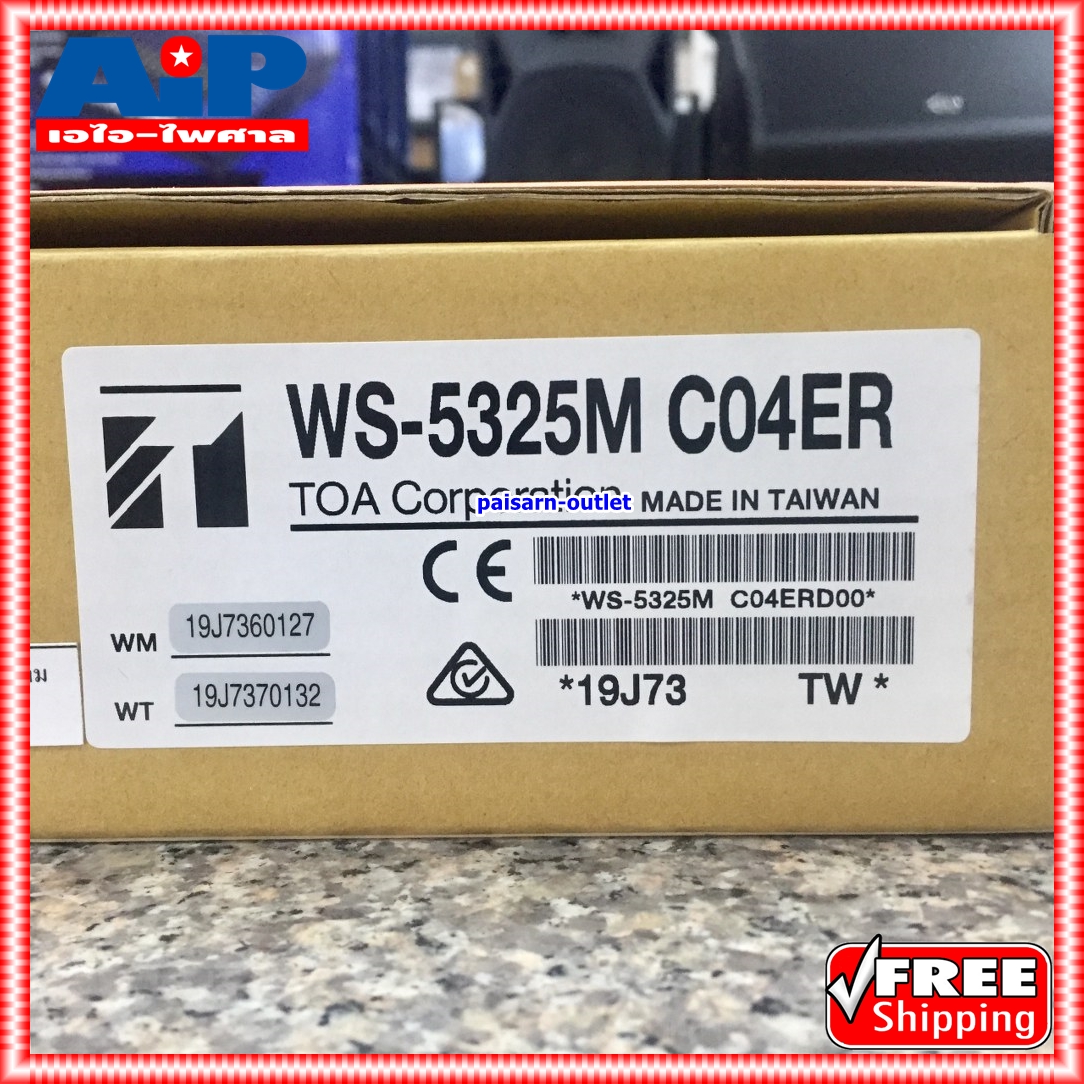 AiP
เอไอ-ไพศาล
WS-5325M C04ER
TOA Corporation MADE IN TAIWAN
paisarn-outlet
CE
*WS-5325M C04ERD00*
WM 19J7360127
WT 19J7370132
*19J73 TW *
FREE
Shipping